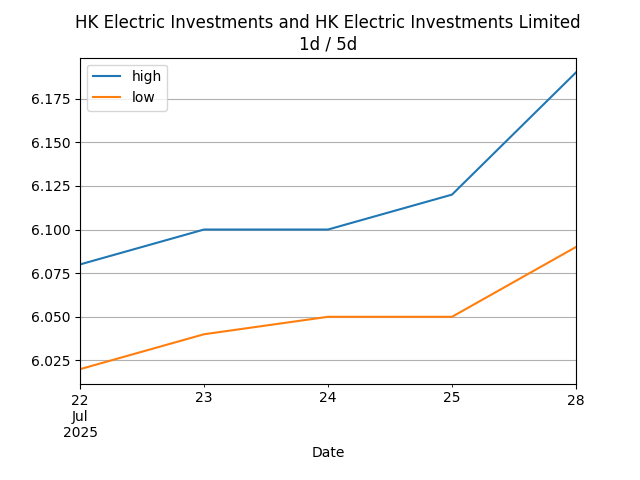 HK Electric Investments and HK Electric Investments Limited
1d / 5d
high
low
6.175
6.150
6.125
6.100
6.075
6.050
6.025
22
Jul
2025
23
24
25
28
Date